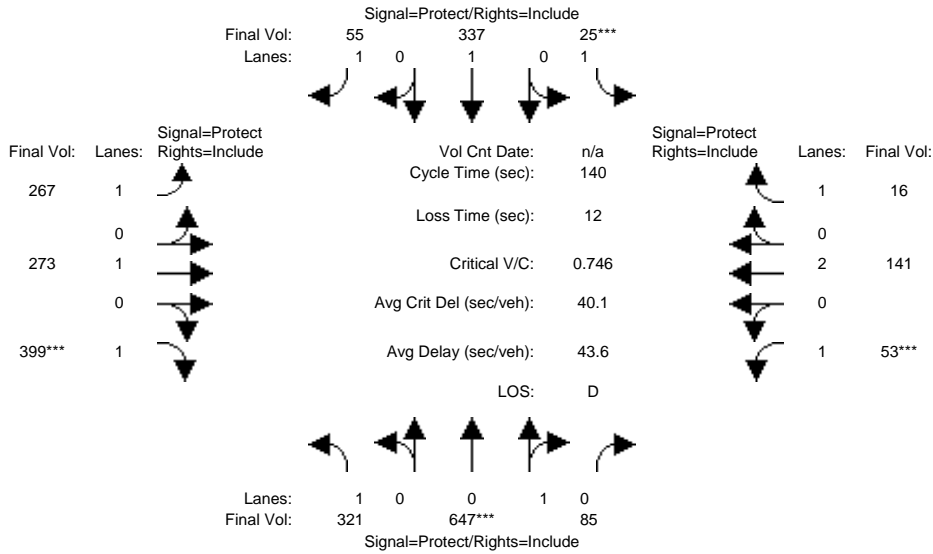 Signal=Protect/Rights=Include
Final Vol: 55 337 25***
Lanes: 1 0 1 0 1
Signal=Protect Signal=Protect
Final Vol: Lanes: Rights=Include Vol Cnt Date: n/a Rights=Include Lanes: Final Vol:
Cycle Time (sec): 140
267 1 1 16
Loss Time (sec): 12
0 0
273 1 Critical V/C: 0.746 2 141
0 Avg Crit Del (sec/veh): 40.1 0
399*** 1 Avg Delay (sec/veh): 43.6 1 53***
LOS: D
Lanes: 1 0 0 1 0
Final Vol: 321 647*** 85
Signal=Protect/Rights=Include